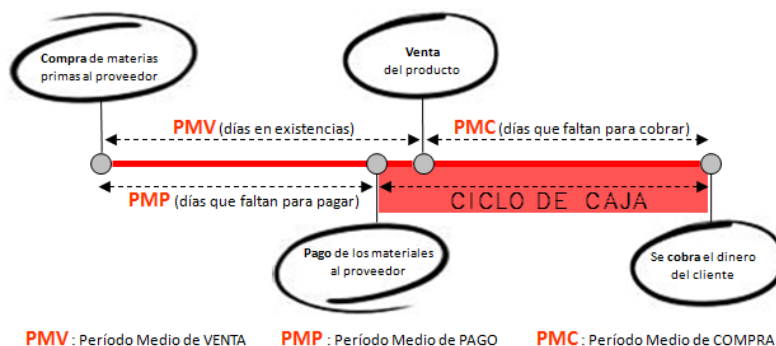 Compra de materias
primas al proveedor
Venta
del producto
PMV (días en existencias)
PMC (días que faltan para cobrar)
PMP (días que faltan para pagar)
CICLO DE CAJA
Pago de los materiales
al proveedor
Se cobra el dinero
del cliente
PMV : Período Medio de VENTA
PMP : Período Medio de PAGO
PMC : Período Medio de COMPRA